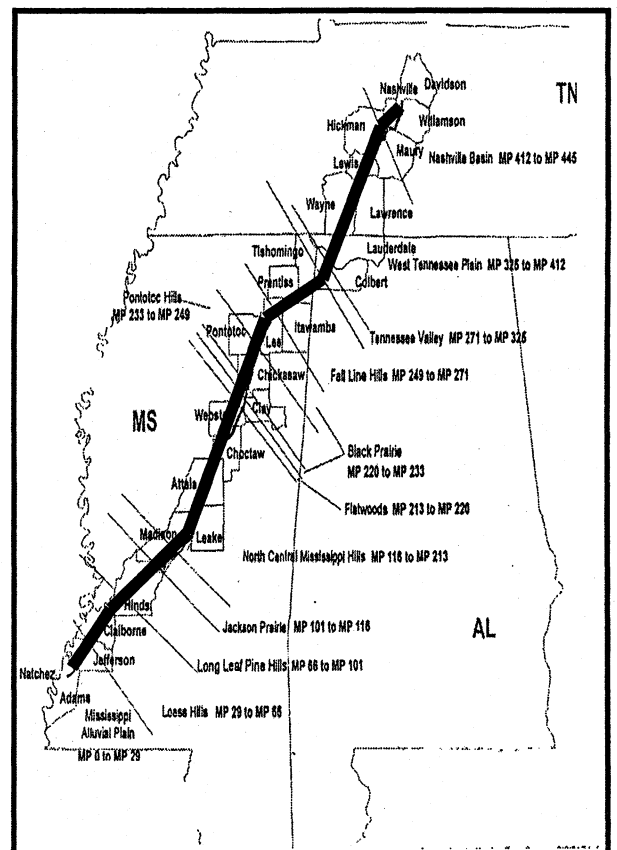 Nashville
Davidson
TN
Hickman
Williamson
Maury
Nashville Basin MP 412 to MP 445
Lewis
Wayne
Lawrence
Tishomingo
Lauderdale
West Tennessee Plain MP 325 to MP 412
Prentiss
Colbert
Pontotoc Hills
MP 233 to MP 249
Itawamba
Pontotoc
Lee
Tennessee Valley MP 271 to MP 325
Chickasaw
Fall Line Hills MP 249 to MP 271
MS
Webster
Clay
Choctaw
Black Prairie
MP 220 to MP 233
Attala
Flatwoods MP 213 to MP 220
Madison
Leake
North Central Mississippi Hills MP 116 to MP 213
Hinds
Claiborne
Jackson Prairie MP 101 to MP 116
AL
Jefferson
Long Leaf Pine Hills MP 66 to MP 101
Natchez
Adams
Mississippi
Alluvial Plain
MP 0 to MP 29
Loess Hills MP 29 to MP 66